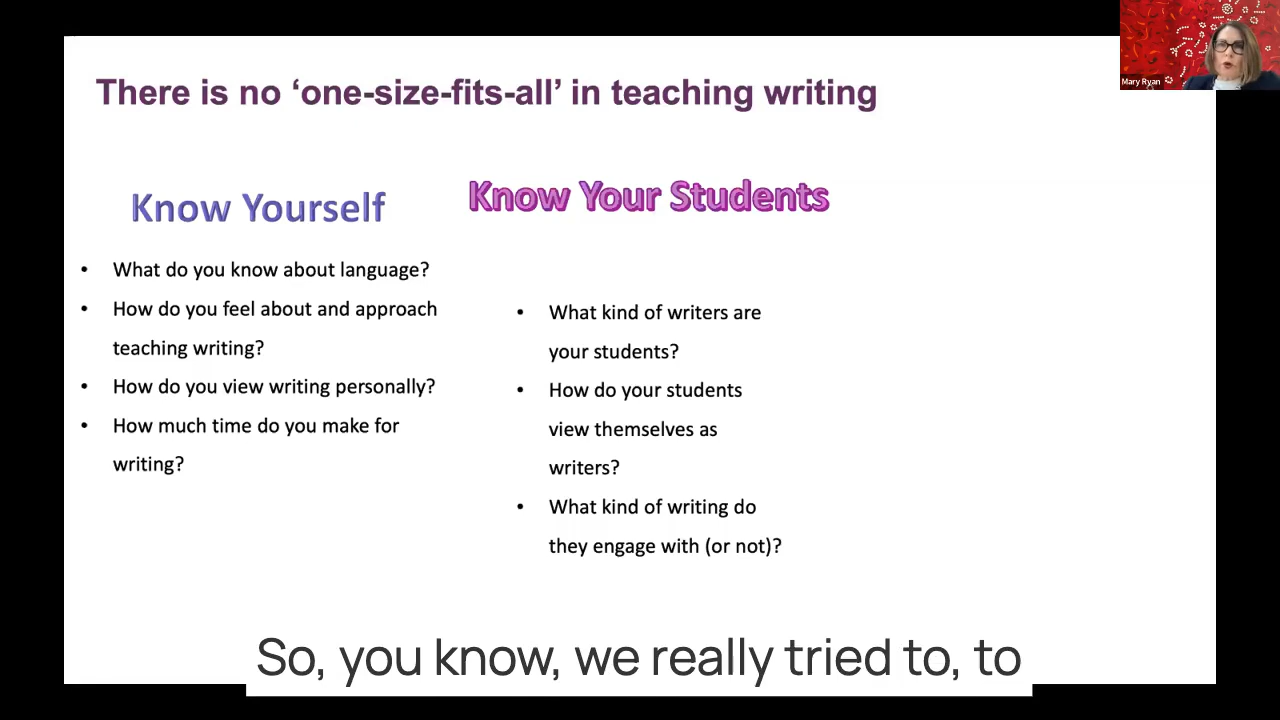 There is no ‘one-size-fits-all’ in teaching writing
Mary Ryan
Know Yourself
• What do you know about language?
• How do you feel about and approach
teaching writing?
• How do you view writing personally?
• How much time do you make for
writing?
Know Your Students
• What kind of writers are
your students?
• How do your students
view themselves as
writers?
• What kind of writing do
they engage with (or not)?
So, you know, we really tried to, to